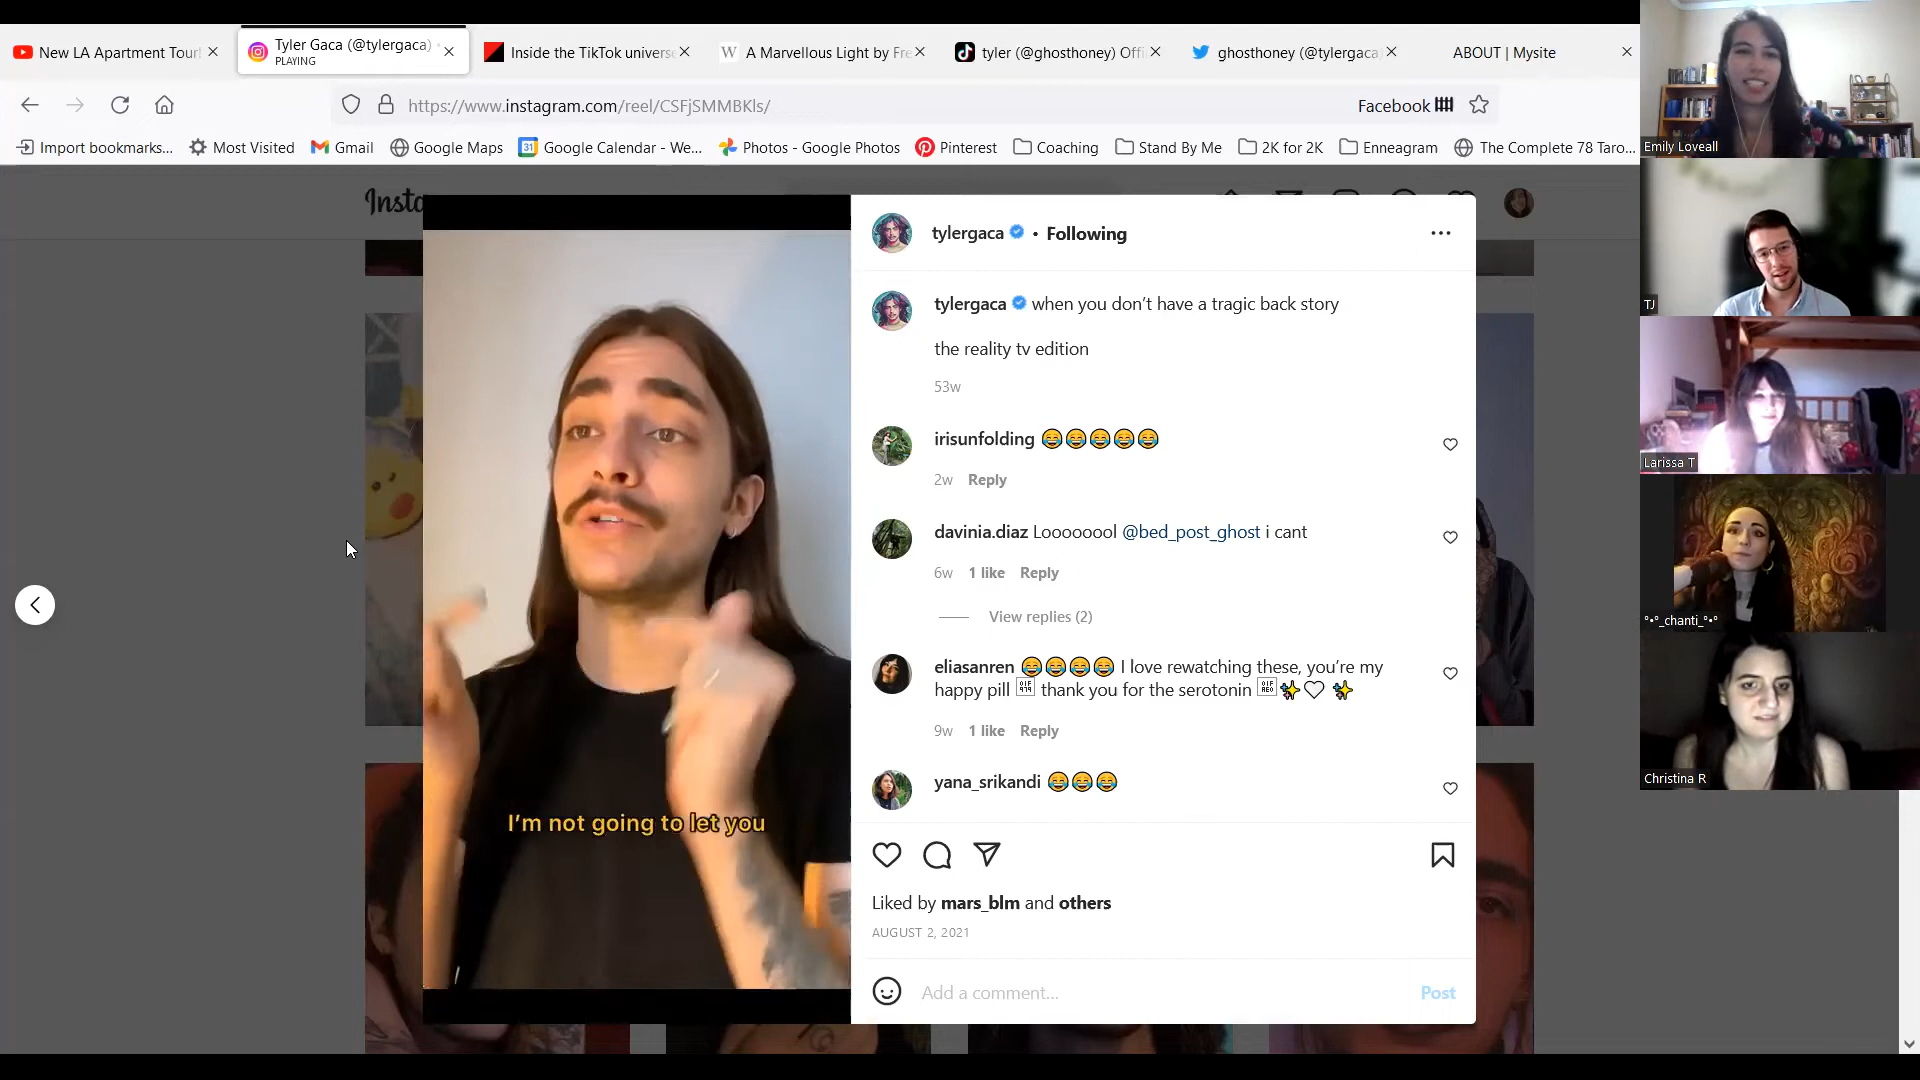 New LA Apartment Tour!
Tyler Gaca (@tylergaca)
PLAYING
Inside the TikTok universe
A Marvellous Light by Fre
tyler (@ghosthoney) Offi
ghosthoney (@tylergaca)
ABOUT | Mysite
https://www.instagram.com/reel/CSFjSMMBKls/
Facebook
Import bookmarks...
Most Visited
Gmail
Google Maps
31
Google Calendar - We...
Photos - Google Photos
Pinterest
Coaching
Stand By Me
2K for 2K
Enneagram
The Complete 78 Taro...
Insta
tylergaca • Following
tylergaca when you don't have a tragic back story
the reality tv edition
53w
irisunfolding 😂😂😂😂😂
2w Reply
davinia.diaz Loooooool @bed_post_ghost i cant
6w 1 like Reply
View replies (2)
eliasanren 😂😂😂😂 I love rewatching these, you're my
happy pill thank you for the serotonin ✨🤍 ✨
9w 1 like Reply
yana_srikandi 😂😂😂
Liked by mars_blm and others
AUGUST 2, 2021
Add a comment...
Post
I'm not going to let you
Emily Loveall
TJ
Larissa T
°•°_chanti_°•°
Christina R